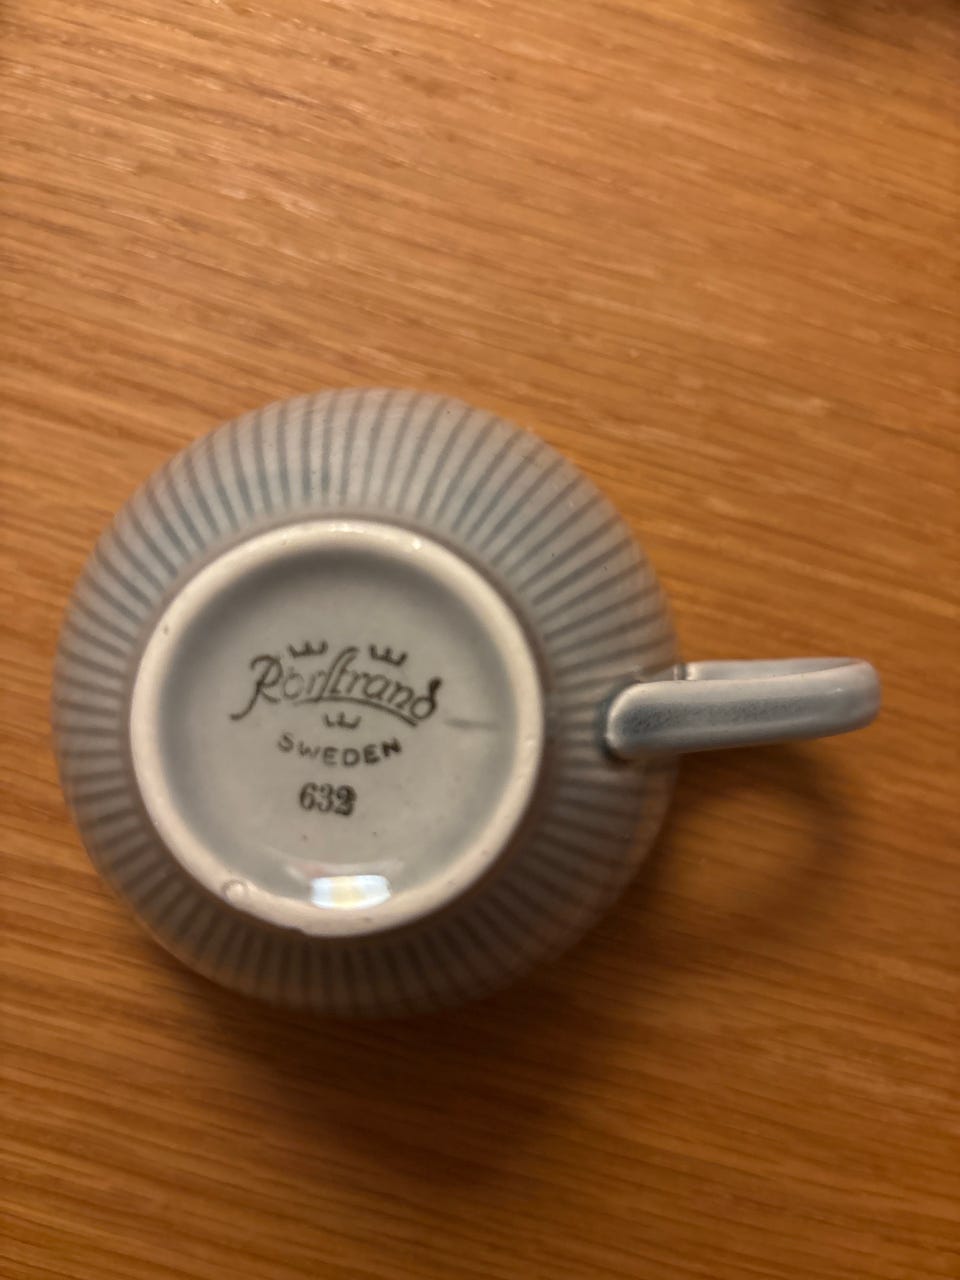 Rörstrand
SWEDEN
632